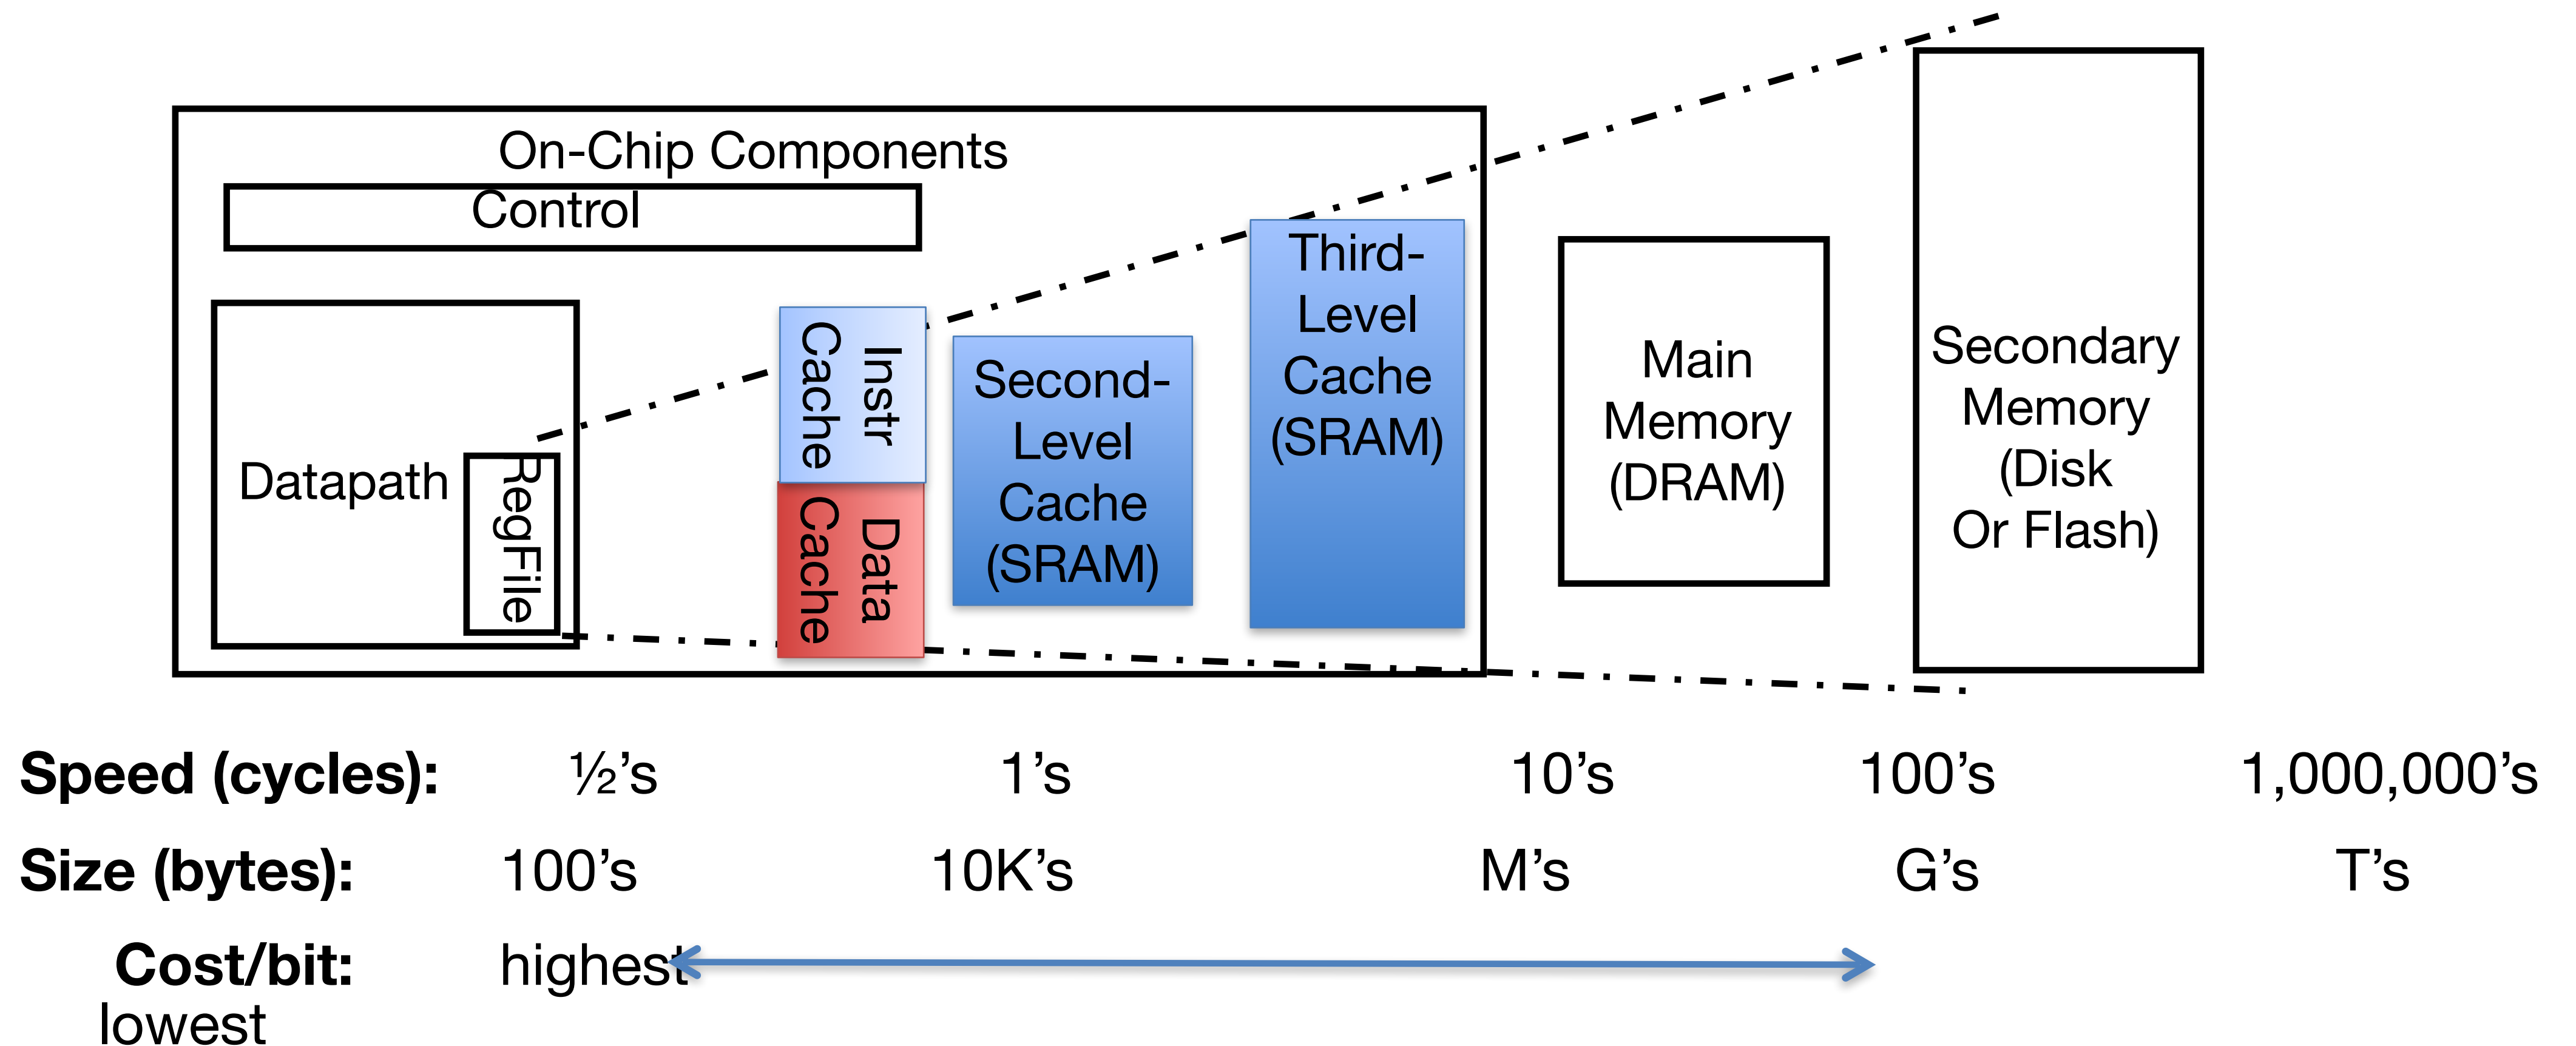 On-Chip Components
Control
Datapath
RegFile
Instr
Cache
Data
Cache
Second-
Level
Cache
(SRAM)
Third-
Level
Cache
(SRAM)
Main
Memory
(DRAM)
Secondary
Memory
(Disk
Or Flash)
Speed (cycles): ½’s 1’s 10’s 100’s 1,000,000’s
Size (bytes): 100’s 10K’s M’s G’s T’s
Cost/bit: highest
lowest